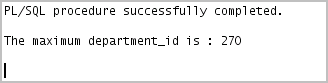 PL/SQL procedure successfully completed.
The maximum department_id is : 270